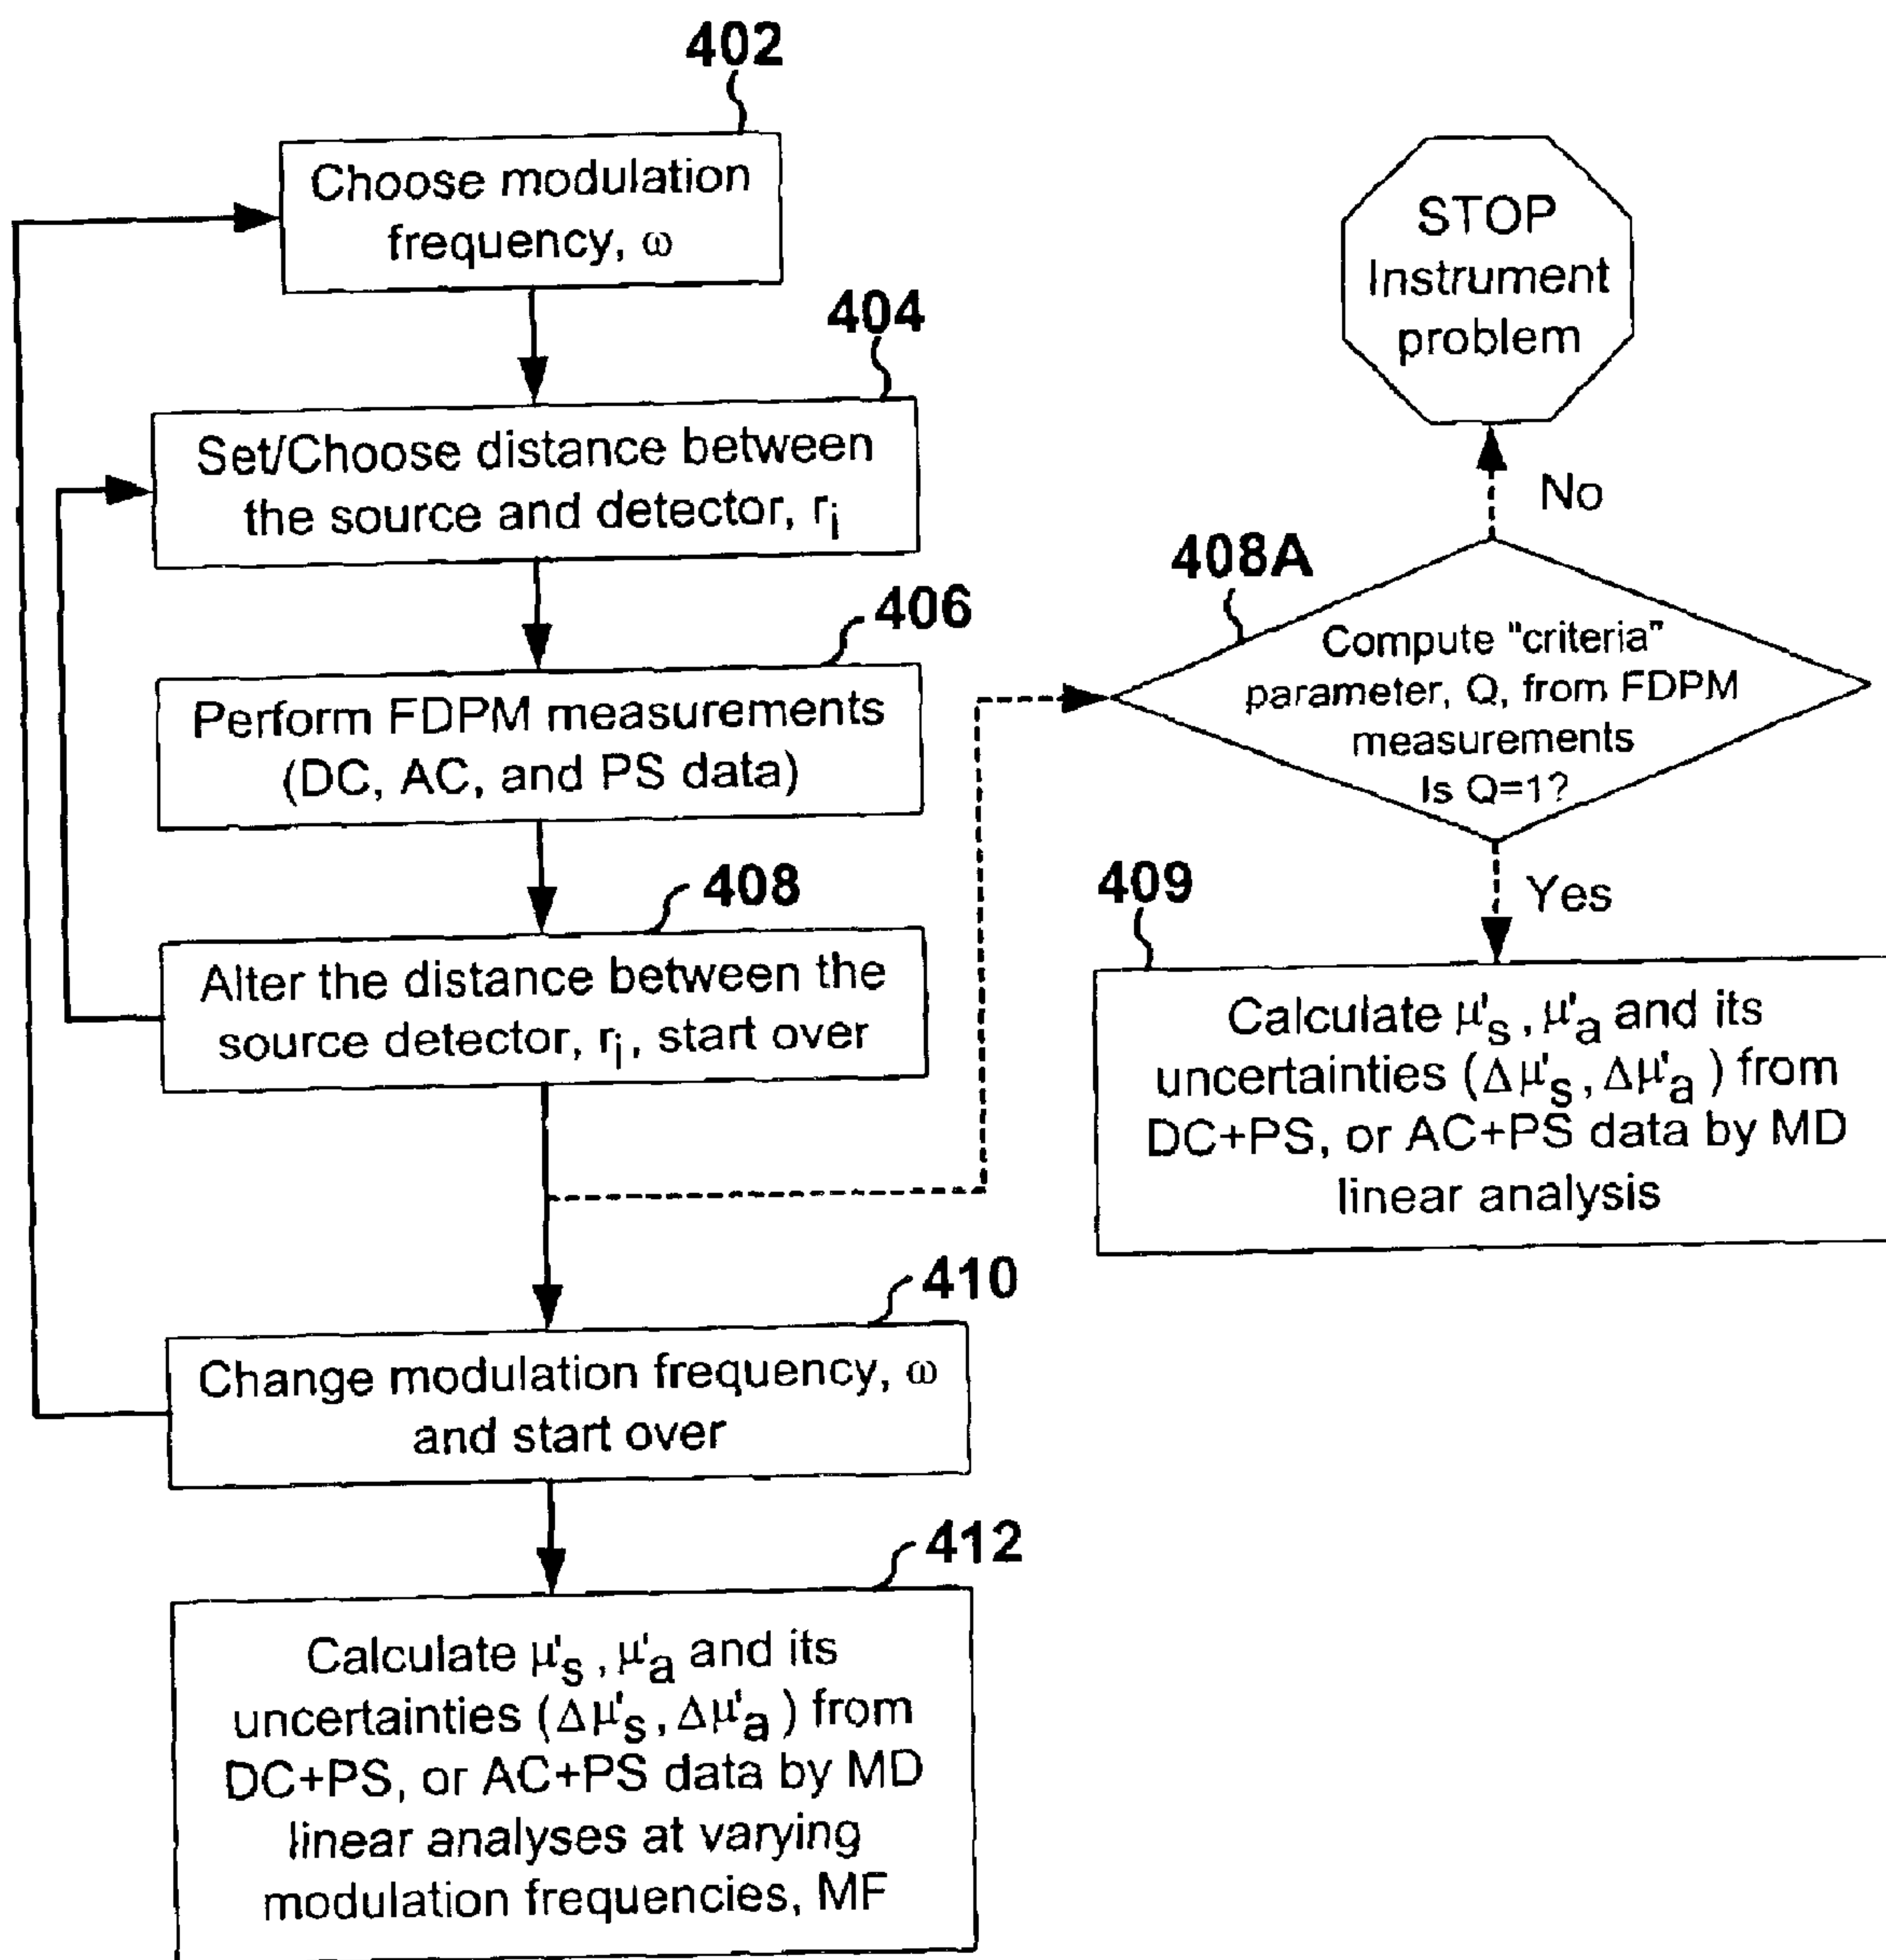 402
Choose modulation
frequency, ω
404
Set/Choose distance between
the source and detector, rᵢ
406
Perform FDPM measurements
(DC, AC, and PS data)
408
Alter the distance between the
source detector, rᵢ, start over
410
Change modulation frequency, ω
and start over
412
Calculate μ's, μ'a and its
uncertainties (Δμ's, Δμ'a) from
DC+PS, or AC+PS data by MD
linear analyses at varying
modulation frequencies, MF
STOP
Instrument
problem
No
408A
Compute "criteria"
parameter, Q, from FDPM
measurements
Is Q=1?
Yes
409
Calculate μ's, μ'a and its
uncertainties (Δμ's, Δμ'a) from
DC+PS, or AC+PS data by MD
linear analysis